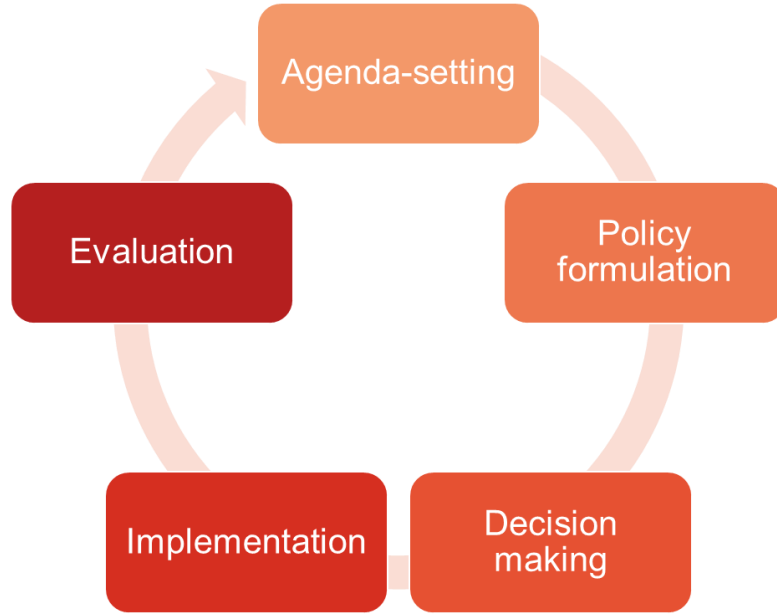 Agenda-setting
Policy
formulation
Decision
making
Implementation
Evaluation